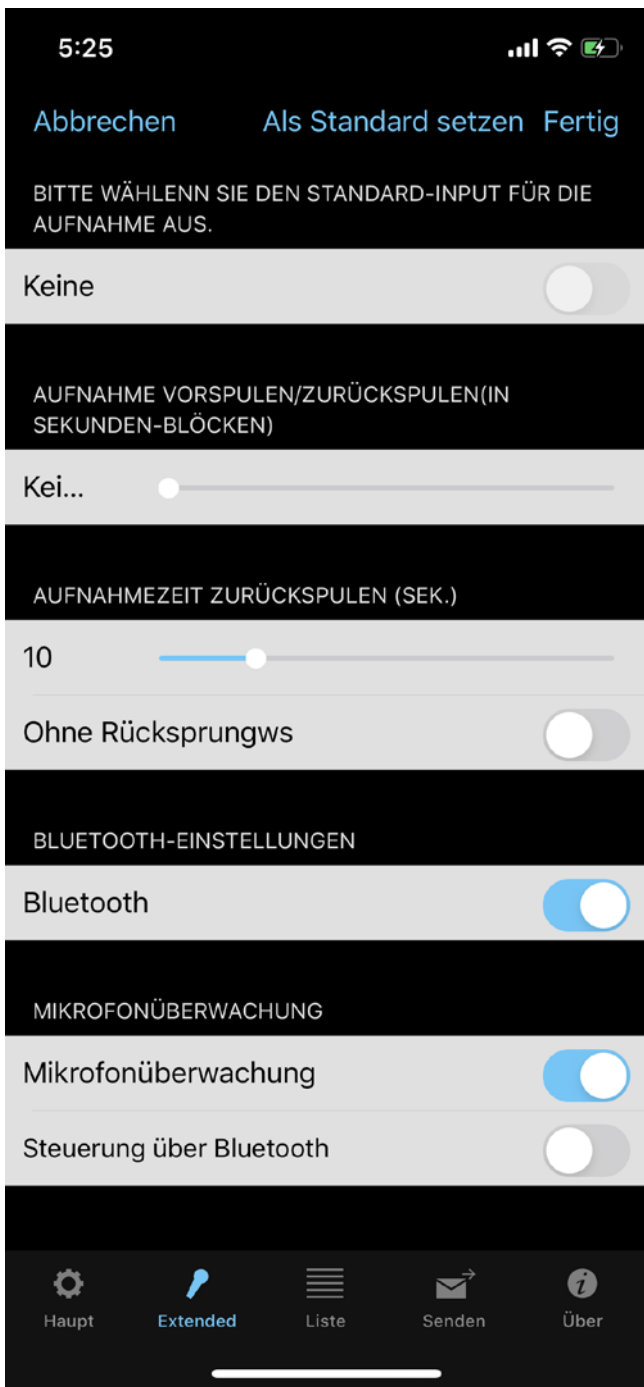 5:25
Abbrechen Als Standard setzen Fertig
BITTE WÄHLENN SIE DEN STANDARD-INPUT FÜR DIE
AUFNAHME AUS.
Keine
AUFNAHME VORSPULEN/ZURÜCKSPULEN(IN
SEKUNDEN-BLÖCKEN)
Kei...
AUFNAHMEZEIT ZURÜCKSPULEN (SEK.)
10
Ohne Rücksprungws
BLUETOOTH-EINSTELLUNGEN
Bluetooth
MIKROFONÜBERWACHUNG
Mikrofonüberwachung
Steuerung über Bluetooth
Haupt Extended Liste Senden Über